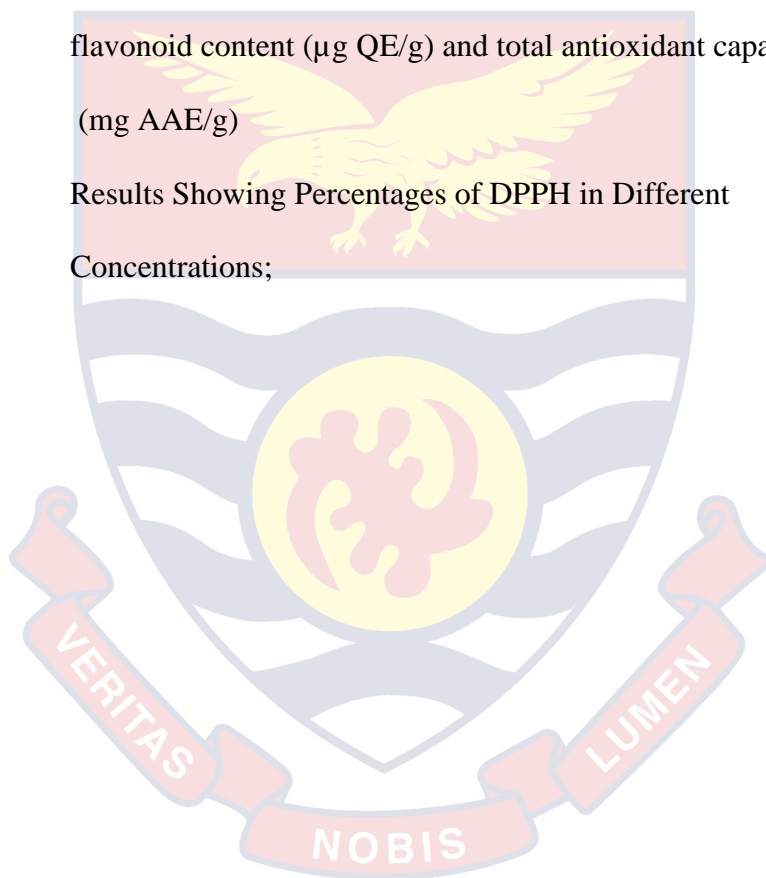 flavonoid content (µg QE/g) and total antioxidant capa
(mg AAE/g)
Results Showing Percentages of DPPH in Different
Concentrations;
VERITAS
NOBIS
LUMEN